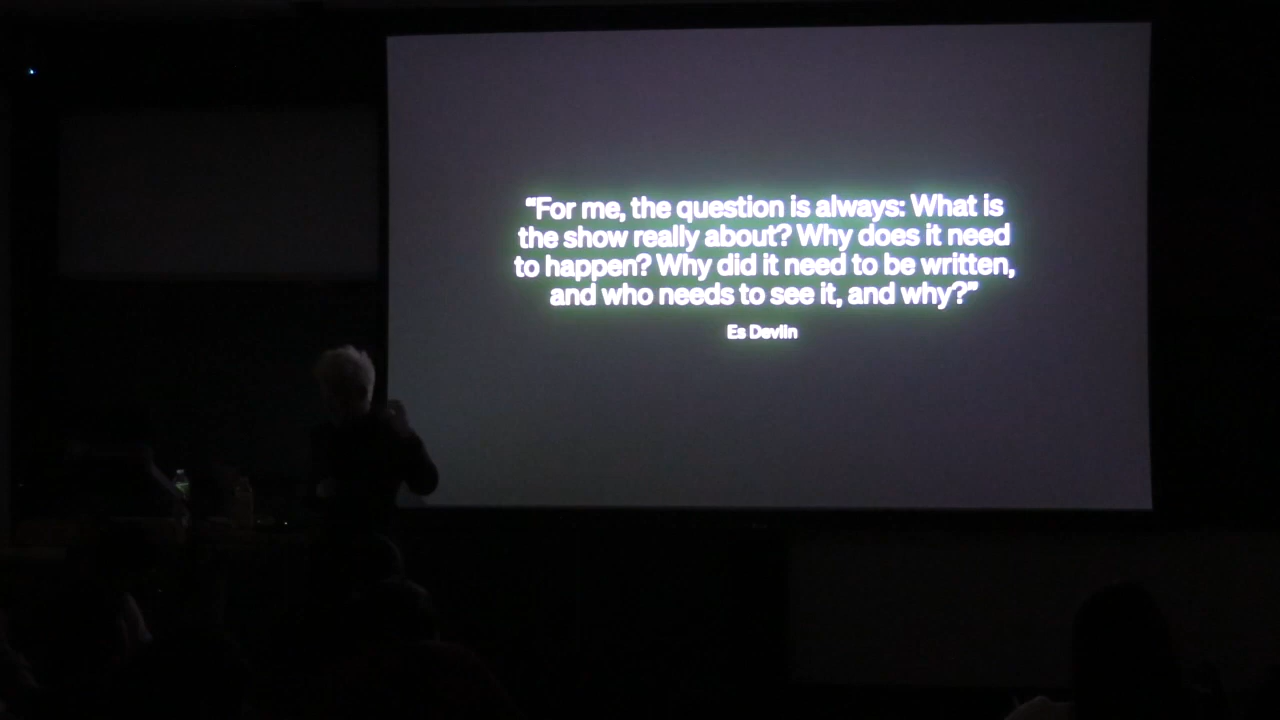 “For me, the question is always: What is
the show really about? Why does it need
to happen? Why did it need to be written,
and who needs to see it, and why?”
Es Devlin